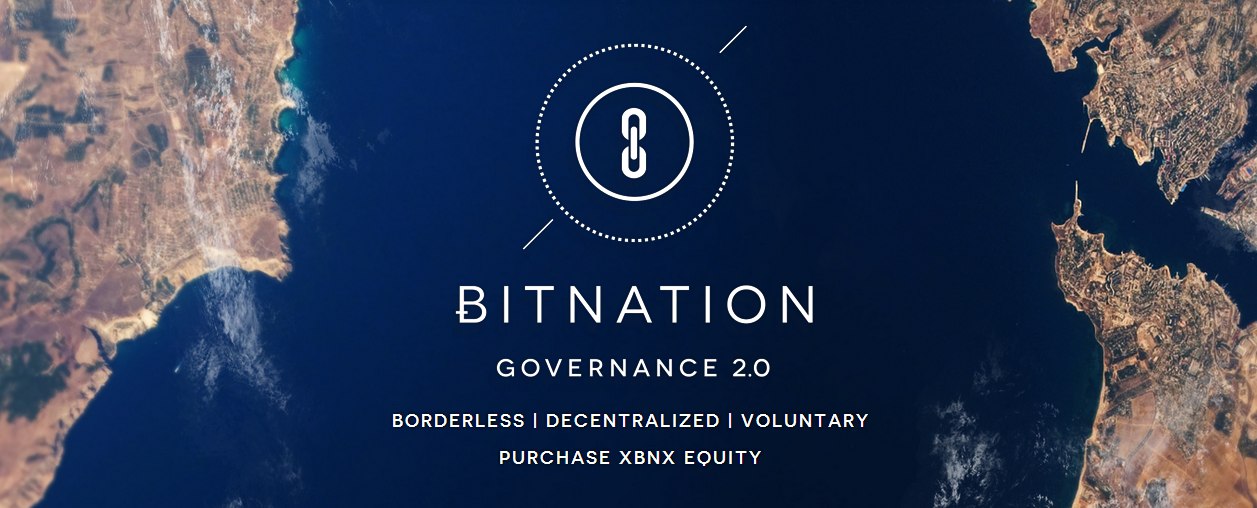 BITNATION
GOVERNANCE 2.0
BORDERLESS | DECENTRALIZED | VOLUNTARY
PURCHASE XBNX EQUITY